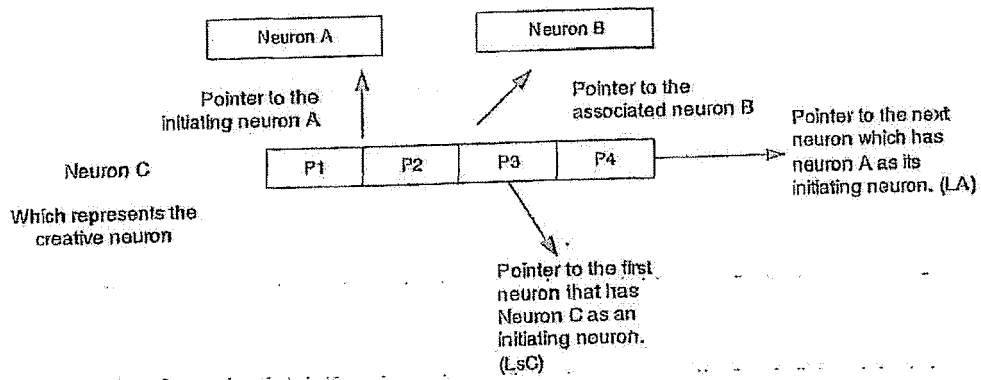 Neuron A
Neuron B
Pointer to the
initiating neuron A
Pointer to the
associated neuron B
Pointer to the next
neuron which has
neuron A as its
initiating neuron. (LA)
Neuron C
P1 P2 P3 P4
Which represents the
creative neuron
Pointer to the first
neuron that has
Neuron C as an
initiating neuron.
(LsC)